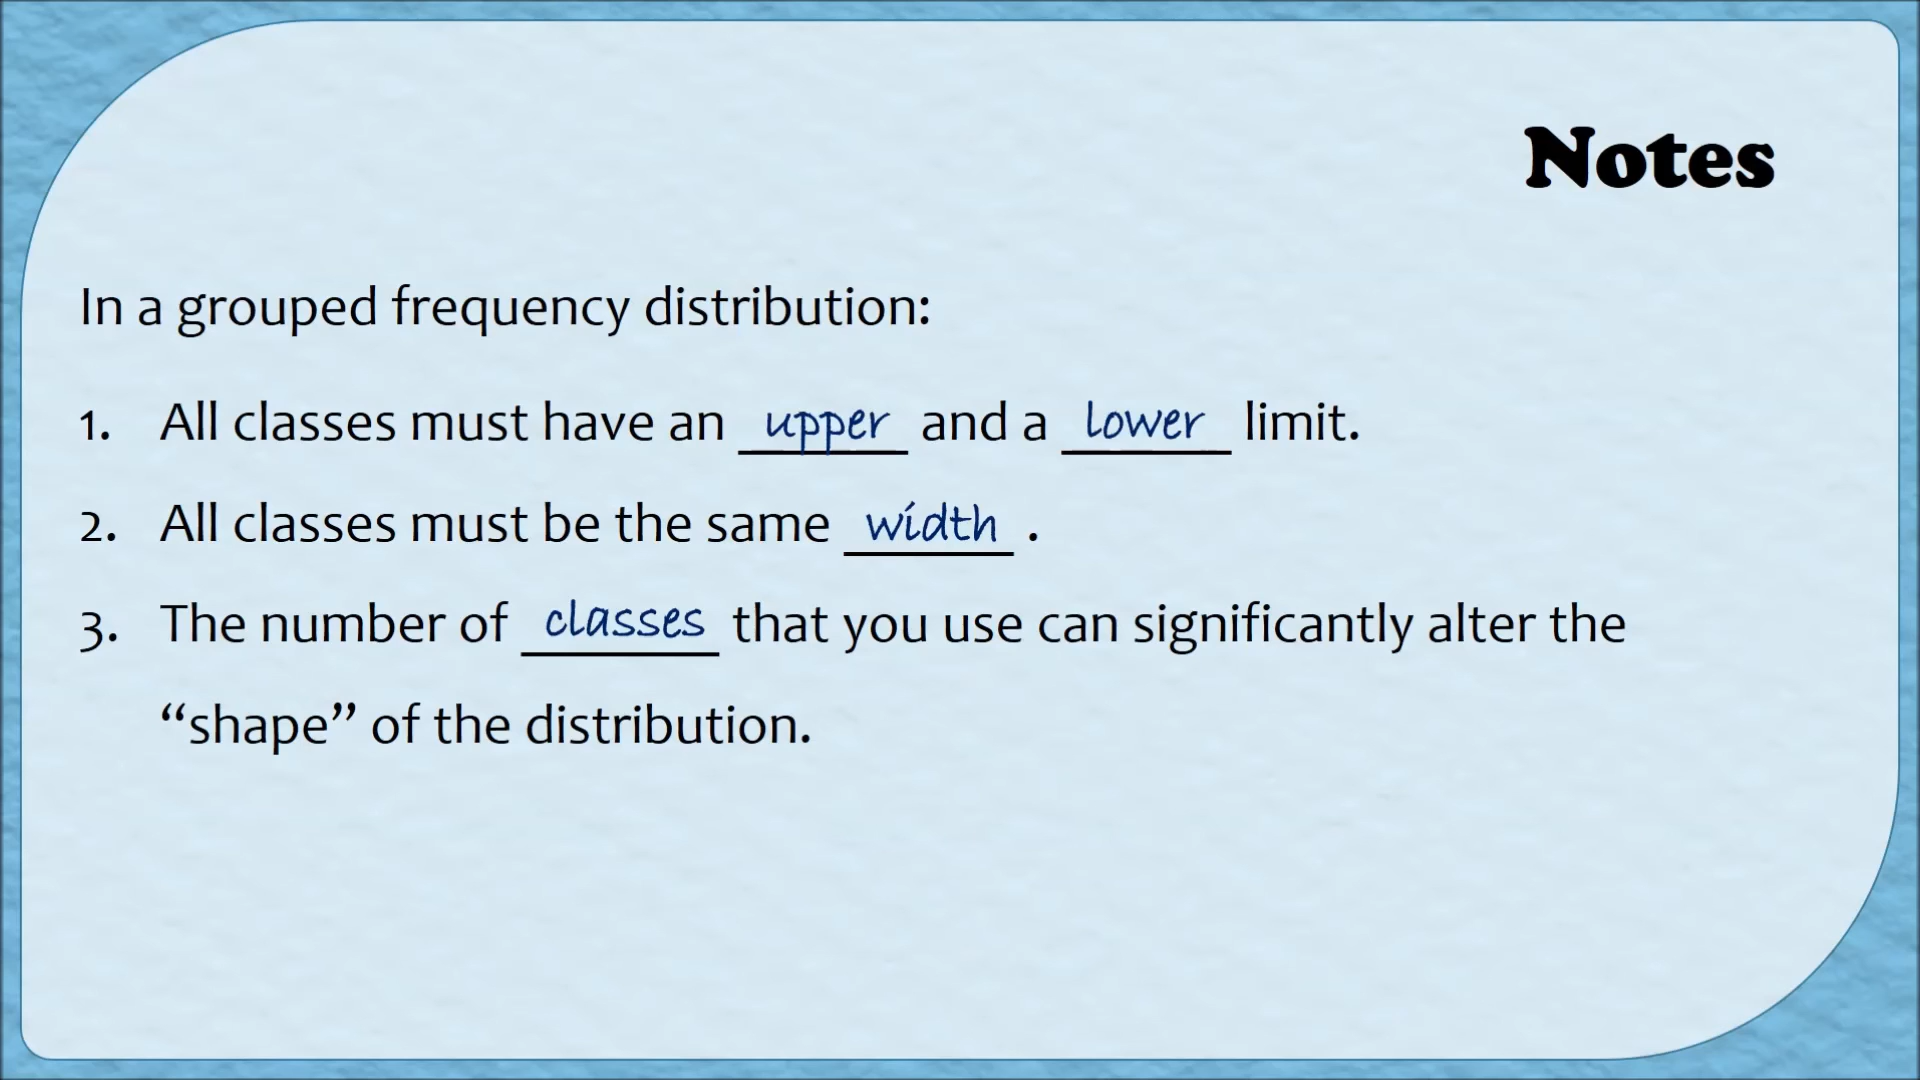 Notes
In a grouped frequency distribution:
1. All classes must have an upper and a lower limit.
2. All classes must be the same width .
3. The number of classes that you use can significantly alter the
“shape” of the distribution.